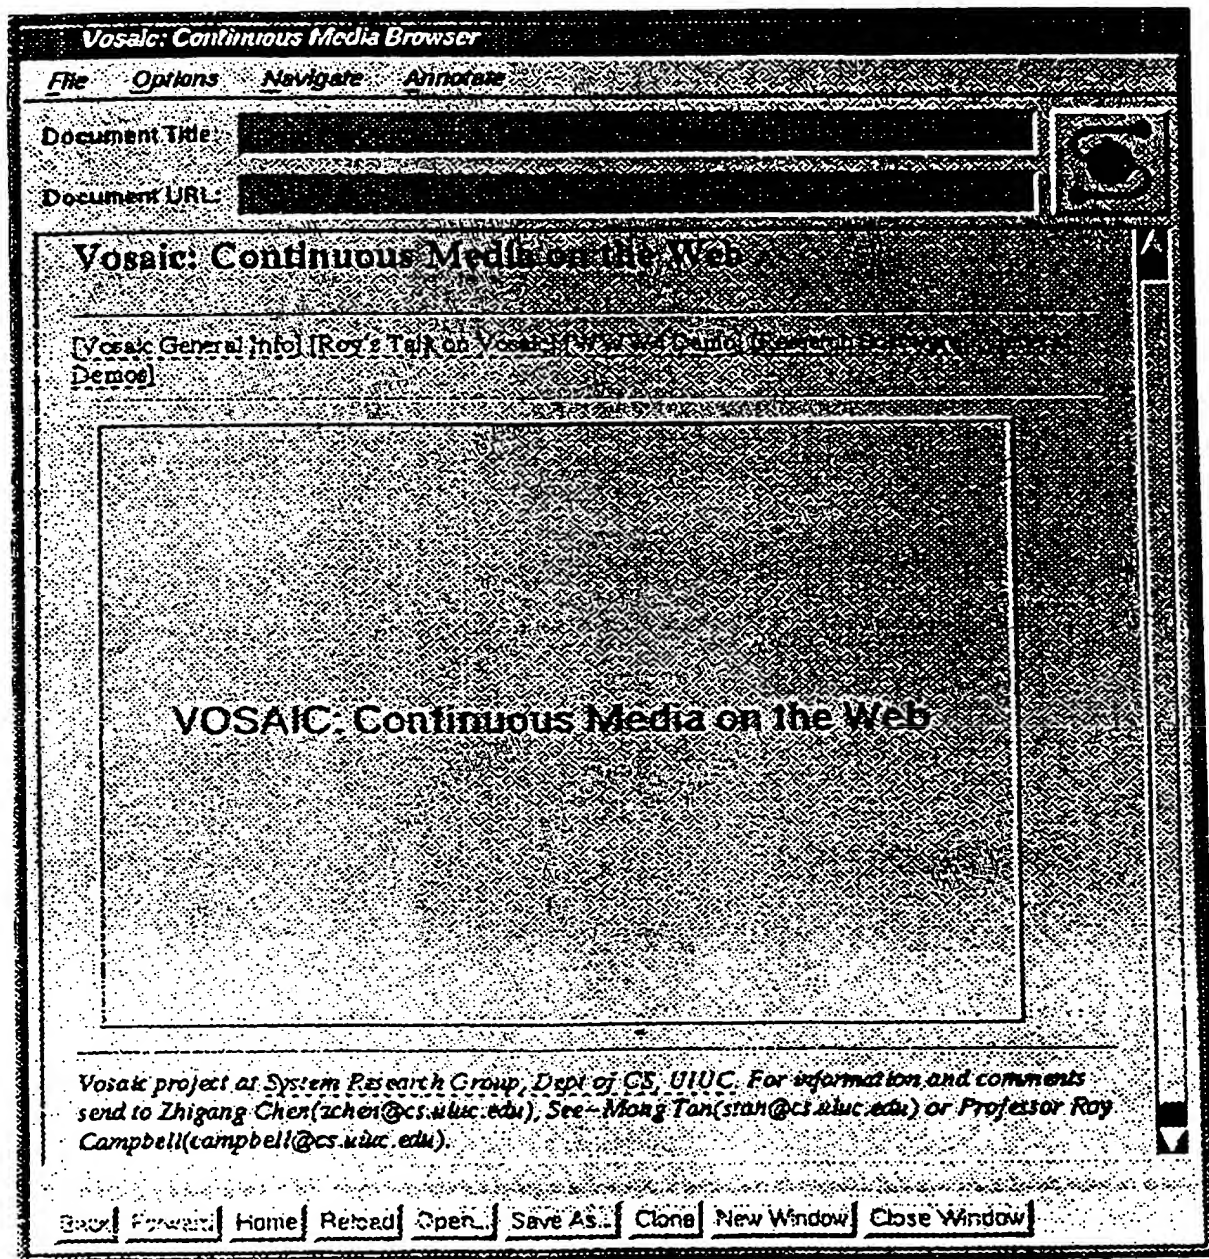 Vosaic: Continuous Media Browser
File Options Navigate Annotate
Document Title:
Document URL:
Vosaic: Continuous Media on the Web
[Vosaic General Info] [Roy's Talk on Vosaic] [WWW4 Demo] [Research
Demos]
VOSAIC: Continuous Media on the Web
Vosaic project at System Research Group, Dept of CS, UIUC. For information and comments
send to Zhigang Chen(zchen@cs.uiuc.edu), See-Mong Tan(stan@cs.uiuc.edu) or Professor Roy
Campbell(campbell@cs.uiuc.edu).
Back Forward Home Reload Open... Save As... Clone New Window Close Window